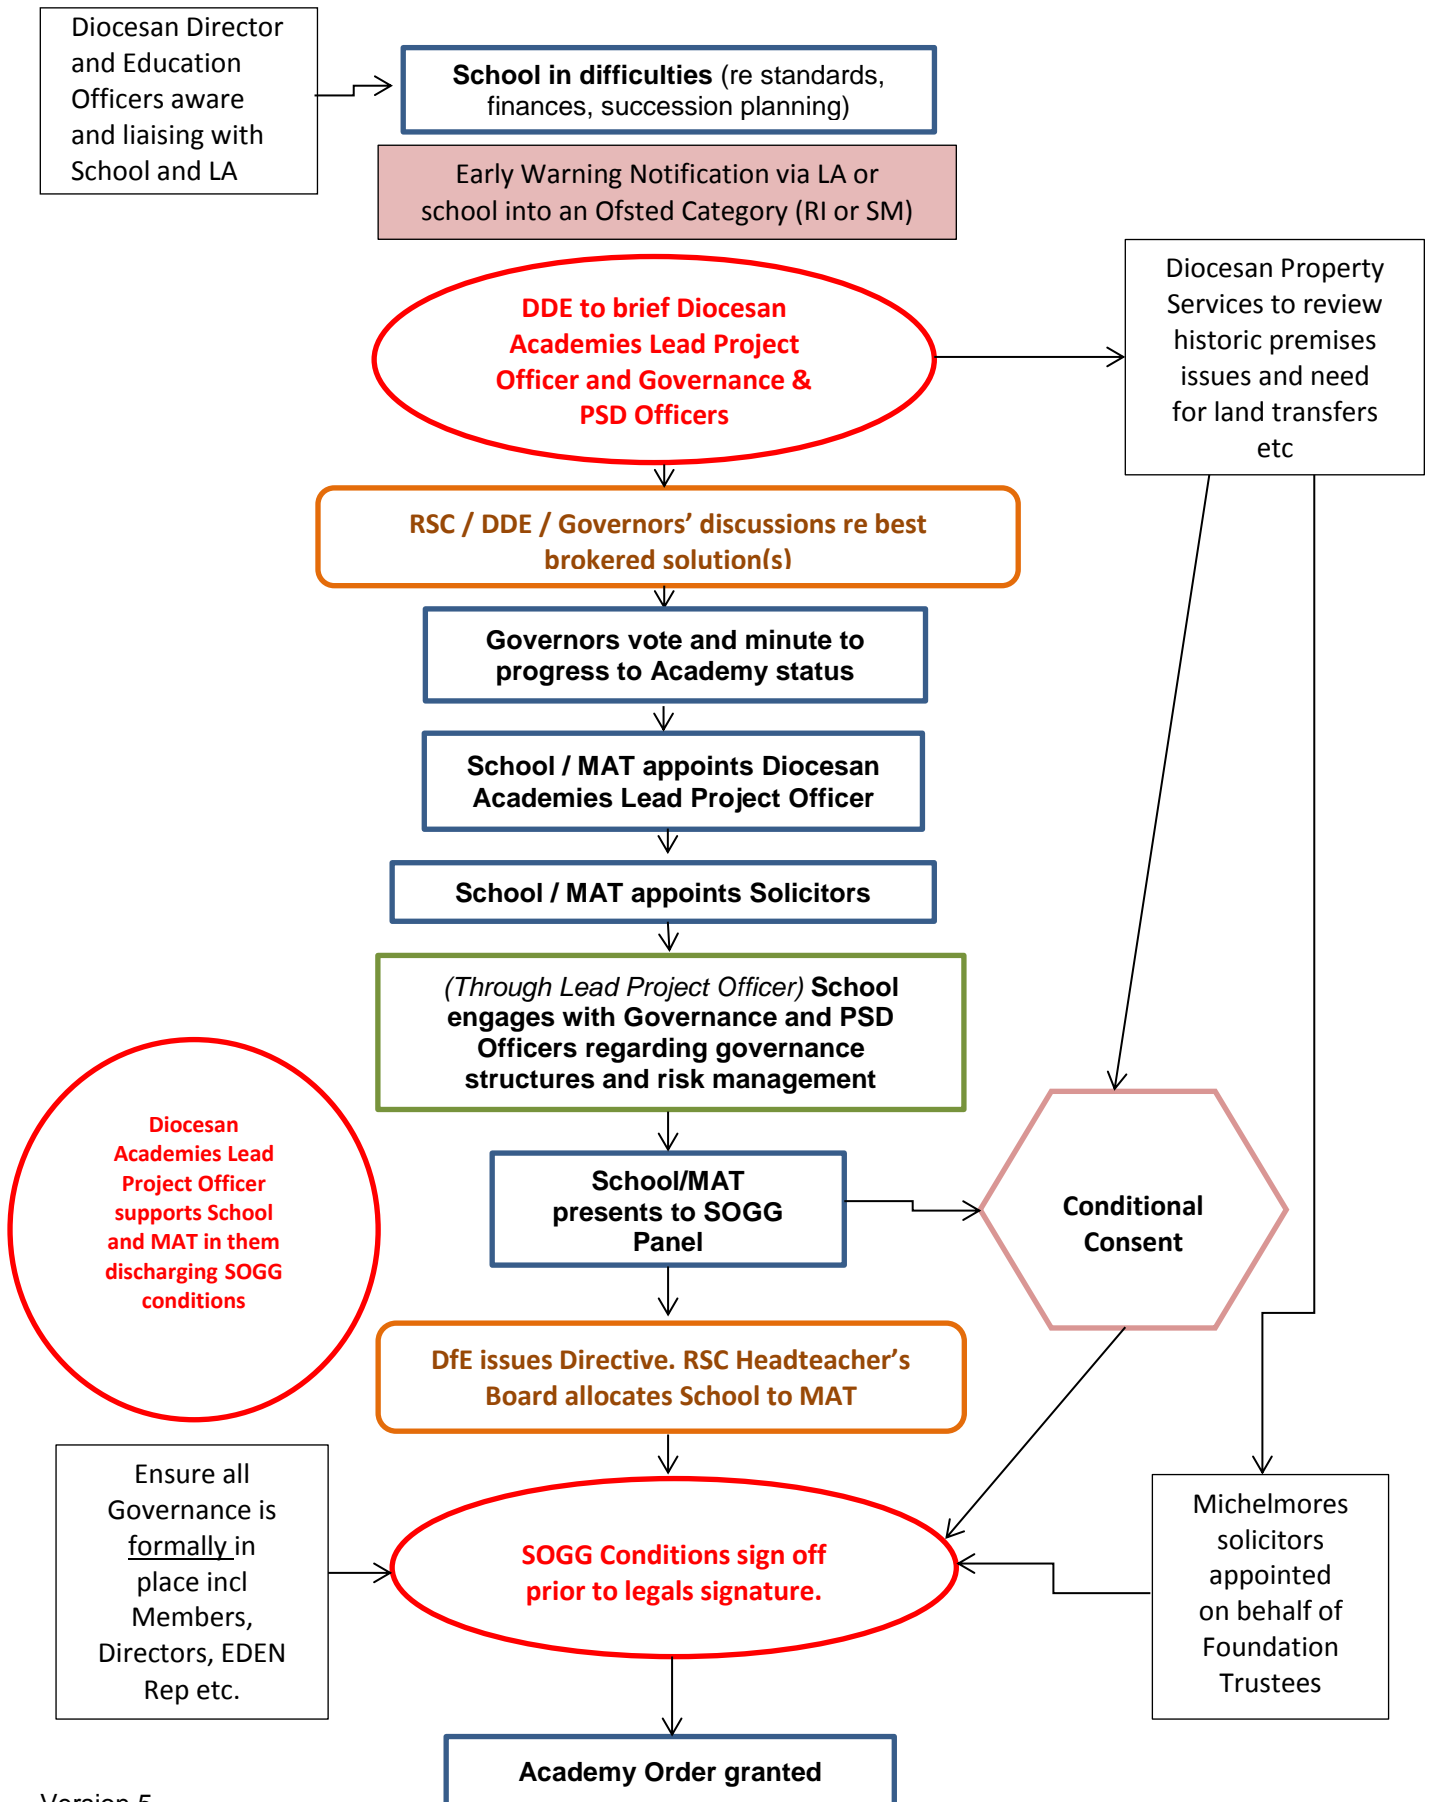 Diocesan Director
and Education
Officers aware
and liaising with
School and LA
School in difficulties (re standards,
finances, succession planning)
Early Warning Notification via LA or
school into an Ofsted Category (RI or SM)
DDE to brief Diocesan
Academies Lead Project
Officer and Governance &
PSD Officers
Diocesan Property
Services to review
historic premises
issues and need
for land transfers
etc
RSC / DDE / Governors’ discussions re best
brokered solution(s)
Governors vote and minute to
progress to Academy status
School / MAT appoints Diocesan
Academies Lead Project Officer
School / MAT appoints Solicitors
(Through Lead Project Officer) School
engages with Governance and PSD
Officers regarding governance
structures and risk management
Diocesan
Academies Lead
Project Officer
supports School
and MAT in them
discharging SOGG
conditions
School/MAT
presents to SOGG
Panel
Conditional
Consent
DfE issues Directive. RSC Headteacher’s
Board allocates School to MAT
Ensure all
Governance is
formally in
place incl
Members,
Directors, EDEN
Rep etc.
SOGG Conditions sign off
prior to legals signature.
Michelmores
solicitors
appointed
on behalf of
Foundation
Trustees
Academy Order granted
Version 5